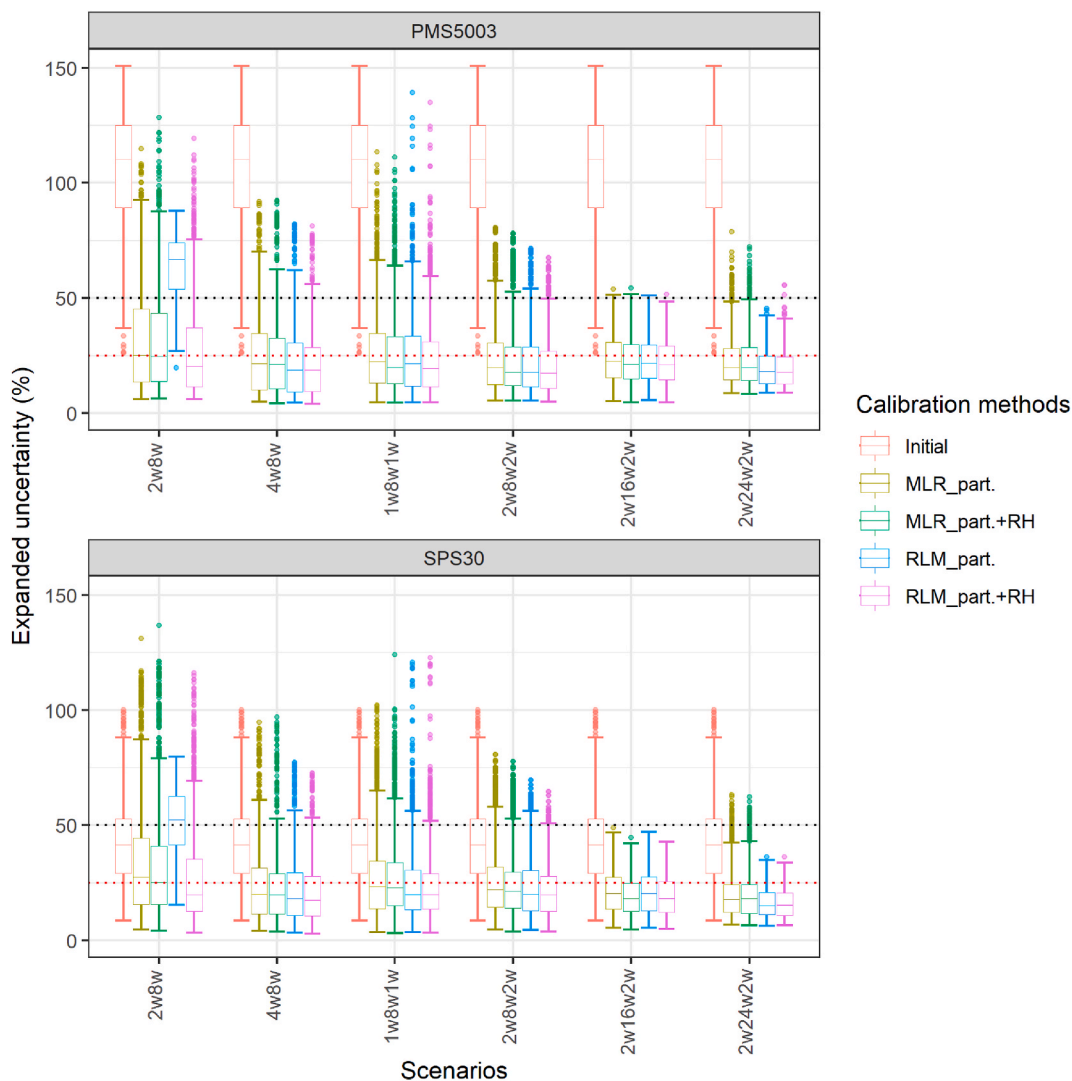 PMS5003
150
100
50
0
2w8w
4w8w
1w8w1w
2w8w2w
2w16w2w
2w24w2w
Expanded uncertainty (%)
SPS30
150
100
50
0
2w8w
4w8w
1w8w1w
2w8w2w
2w16w2w
2w24w2w
Scenarios
Calibration methods
Initial
MLR_part.
MLR_part.+RH
RLM_part.
RLM_part.+RH